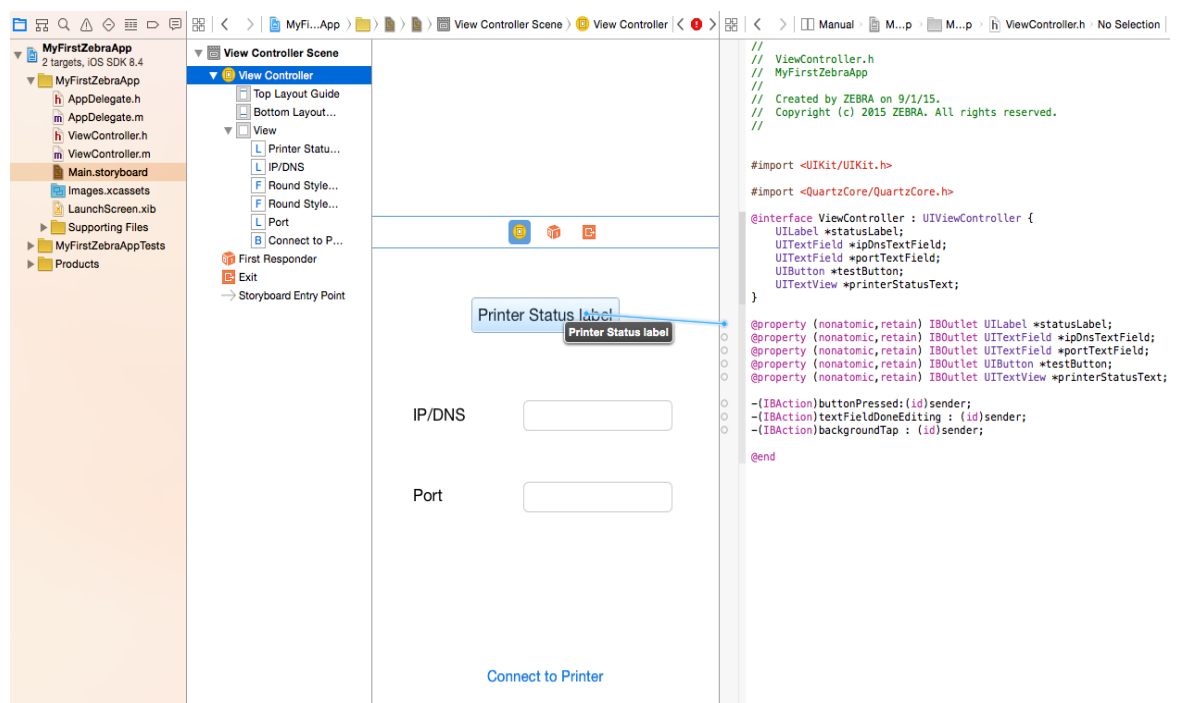 MyFi...App
View Controller Scene
View Controller
Manual
M...p
M...p
ViewController.h
No Selection
MyFirstZebraApp
2 targets, iOS SDK 8.4
MyFirstZebraApp
AppDelegate.h
AppDelegate.m
ViewController.h
ViewController.m
Main.storyboard
Images.xcassets
LaunchScreen.xib
Supporting Files
MyFirstZebraAppTests
Products
View Controller Scene
View Controller
Top Layout Guide
Bottom Layout...
View
L Printer Statu...
L IP/DNS
F Round Style...
F Round Style...
L Port
B Connect to P...
First Responder
Exit
Storyboard Entry Point
Printer Status label
Printer Status label
IP/DNS
Port
Connect to Printer
//
// ViewController.h
// MyFirstZebraApp
//
// Created by ZEBRA on 9/1/15.
// Copyright (c) 2015 ZEBRA. All rights reserved.
//
#import <UIKit/UIKit.h>
#import <QuartzCore/QuartzCore.h>
@interface ViewController : UIViewController {
UILabel *statusLabel;
UITextField *ipDnsTextField;
UITextField *portTextField;
UIButton *testButton;
UITextView *printerStatusText;
}
@property (nonatomic,retain) IBOutlet UILabel *statusLabel;
@property (nonatomic,retain) IBOutlet UITextField *ipDnsTextField;
@property (nonatomic,retain) IBOutlet UITextField *portTextField;
@property (nonatomic,retain) IBOutlet UIButton *testButton;
@property (nonatomic,retain) IBOutlet UITextView *printerStatusText;
-(IBAction)buttonPressed:(id)sender;
-(IBAction)textFieldDoneEditing : (id)sender;
-(IBAction)backgroundTap : (id)sender;
@end